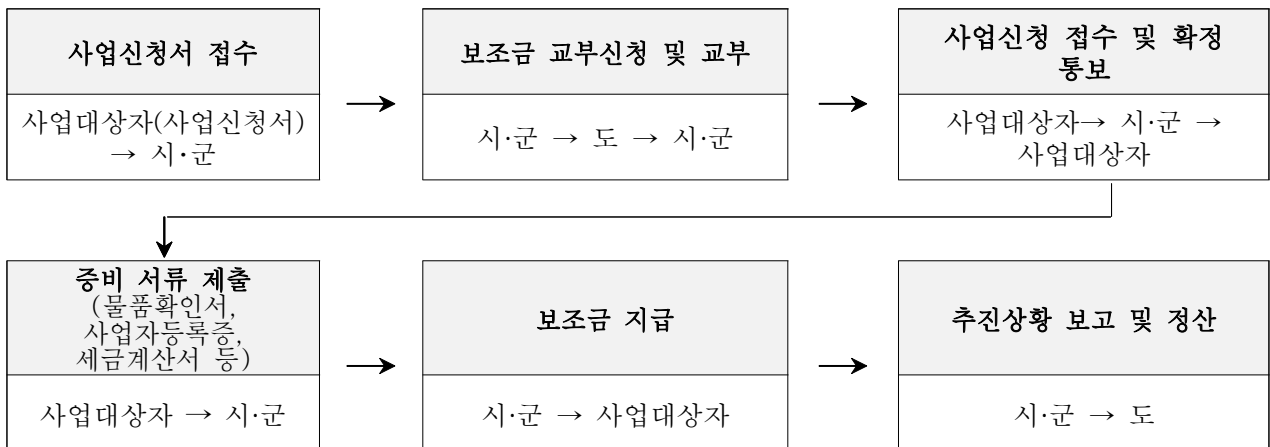 사업신청서 접수
사업대상자(사업신청서)
→ 시·군
→
보조금 교부신청 및 교부
시·군 → 도 → 시·군
→
사업신청 접수 및 확정
통보
사업대상자→ 시·군 →
사업대상자
증비 서류 제출
(물품확인서,
사업자등록증,
세금계산서 등)
사업대상자 → 시·군
→
보조금 지급
시·군 → 사업대상자
→
추진상황 보고 및 정산
시·군 → 도